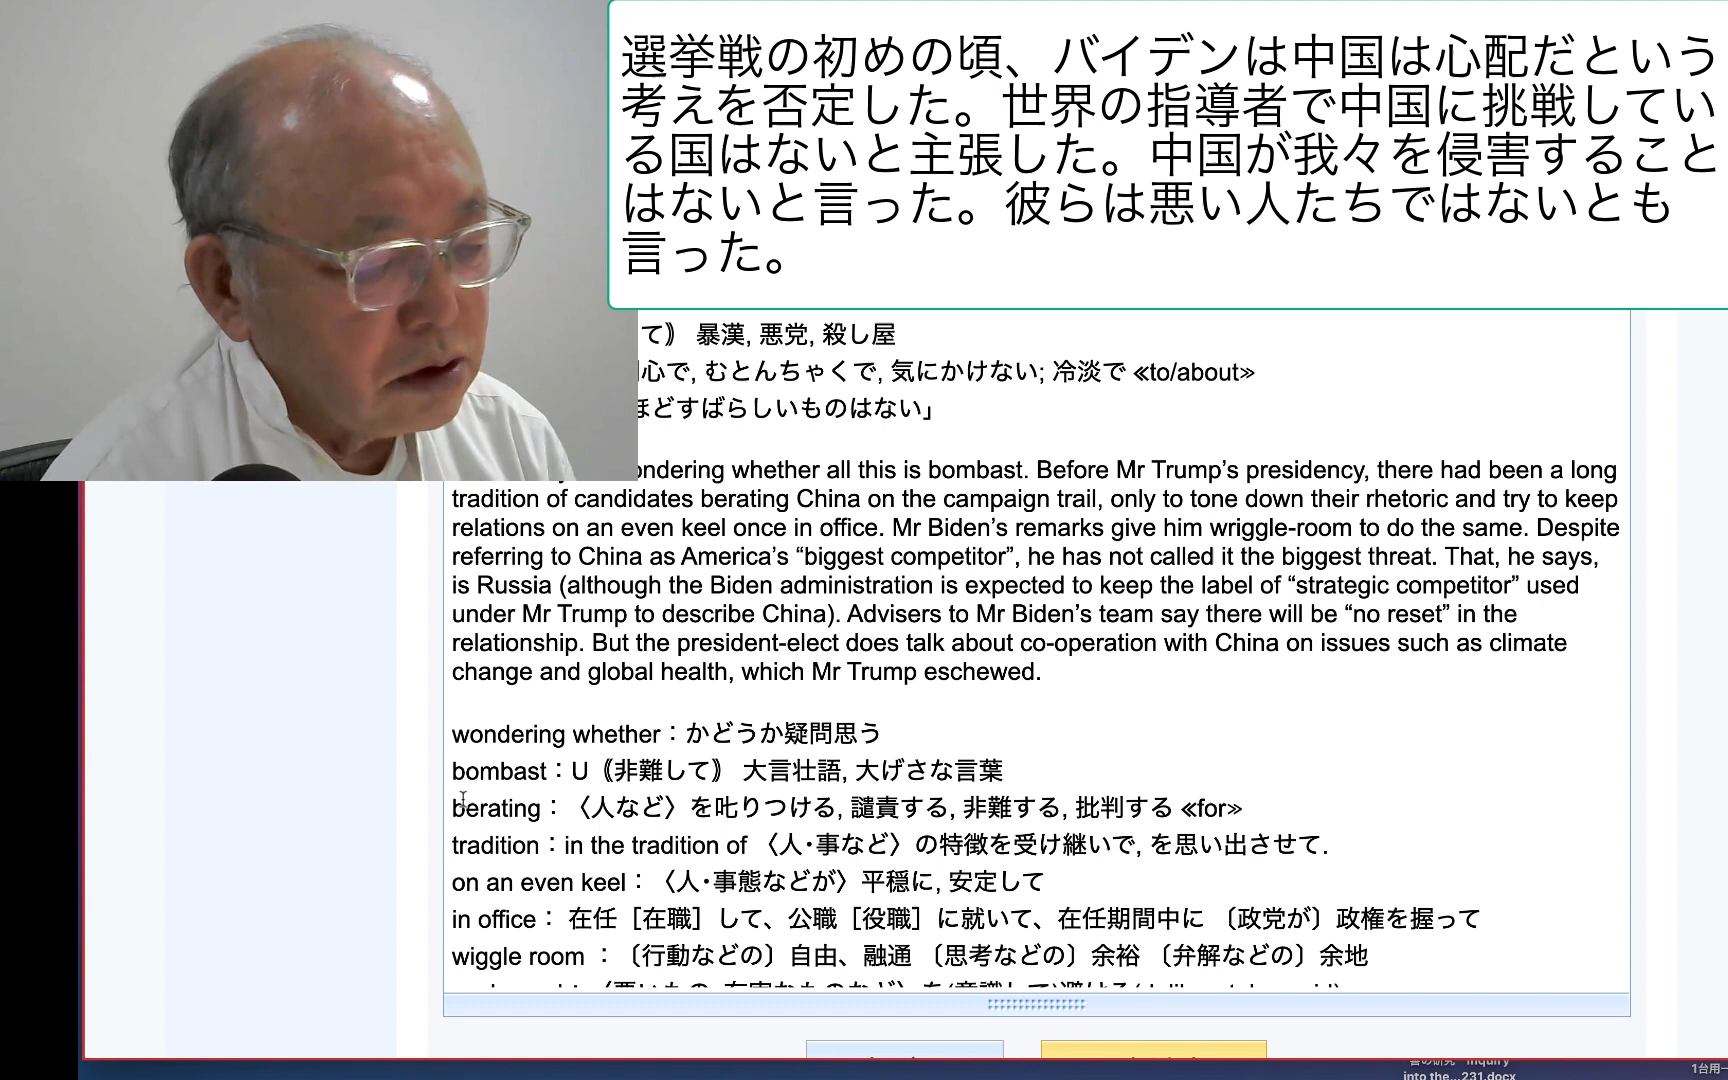 選挙戦の初めの頃、バイデンは中国は心配だという
考えを否定した。世界の指導者で中国に挑戦してい
る国はないと主張した。中国が我々を侵害すること
はないと言った。彼らは悪い人たちではないとも
言った。
て⦆ 暴漢, 悪党, 殺し屋
心で, むとんちゃくで, 気にかけない; 冷淡で ≪to/about≫
ほどすばらしいものはない」
ondering whether all this is bombast. Before Mr Trump’s presidency, there had been a long
tradition of candidates berating China on the campaign trail, only to tone down their rhetoric and try to keep
relations on an even keel once in office. Mr Biden’s remarks give him wriggle-room to do the same. Despite
referring to China as America’s “biggest competitor”, he has not called it the biggest threat. That, he says,
is Russia (although the Biden administration is expected to keep the label of “strategic competitor” used
under Mr Trump to describe China). Advisers to Mr Biden’s team say there will be “no reset” in the
relationship. But the president-elect does talk about co-operation with China on issues such as climate
change and global health, which Mr Trump eschewed.
wondering whether：かどうか疑問思う
bombast：U⦅非難して⦆ 大言壮語, 大げさな言葉
berating：〈人など〉を叱りつける, 譴責する, 非難する, 批判する ≪for≫
tradition：in the tradition of 〈人･事など〉の特徴を受け継いで, を思い出させて.
on an even keel：〈人･事態などが〉平穏に, 安定して
in office： 在任［在職］して、公職［役職］に就いて、在任期間中に 〔政党が〕政権を握って
wiggle room ：〔行動などの〕自由、融通 〔思考などの〕余裕 〔弁解などの〕余地
into the...231.docx
1台用